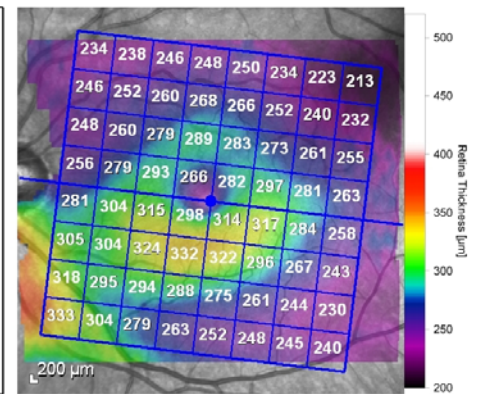 234 238 246 248 250 234 223 213
246 252 260 268 266 252 240 232
248 260 279 289 283 273 261 255
256 279 293 266 282 297 281 263
281 304 315 298 314 317 284 258
305 304 324 332 322 296 267 243
318 295 294 288 275 261 244 230
333 304 279 263 252 248 245 240
200 µm
500
450
400
350
300
250
200
Retina Thickness [µm]